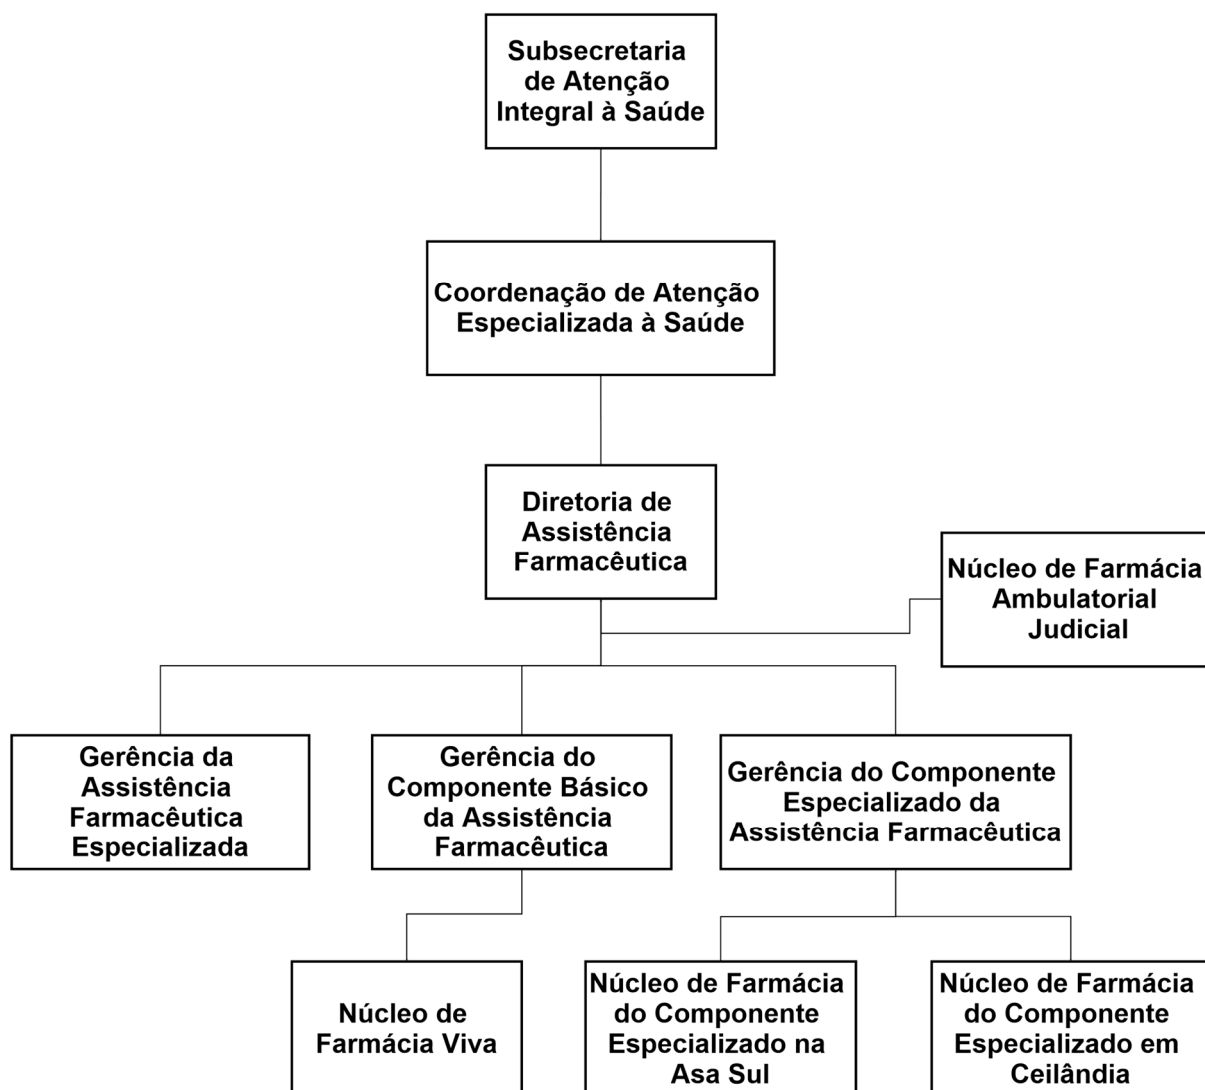 Subsecretaria
de Atenção
Integral à Saúde
Coordenação de Atenção
Especializada à Saúde
Diretoria de
Assistência
Farmacêutica
Núcleo de Farmácia
Ambulatorial
Judicial
Gerência da
Assistência
Farmacêutica
Especializada
Gerência do
Componente Básico
da Assistência
Farmacêutica
Gerência do Componente
Especializado da
Assistência Farmacêutica
Núcleo de
Farmácia Viva
Núcleo de Farmácia
do Componente
Especializado na
Asa Sul
Núcleo de Farmácia
do Componente
Especializado em
Ceilândia